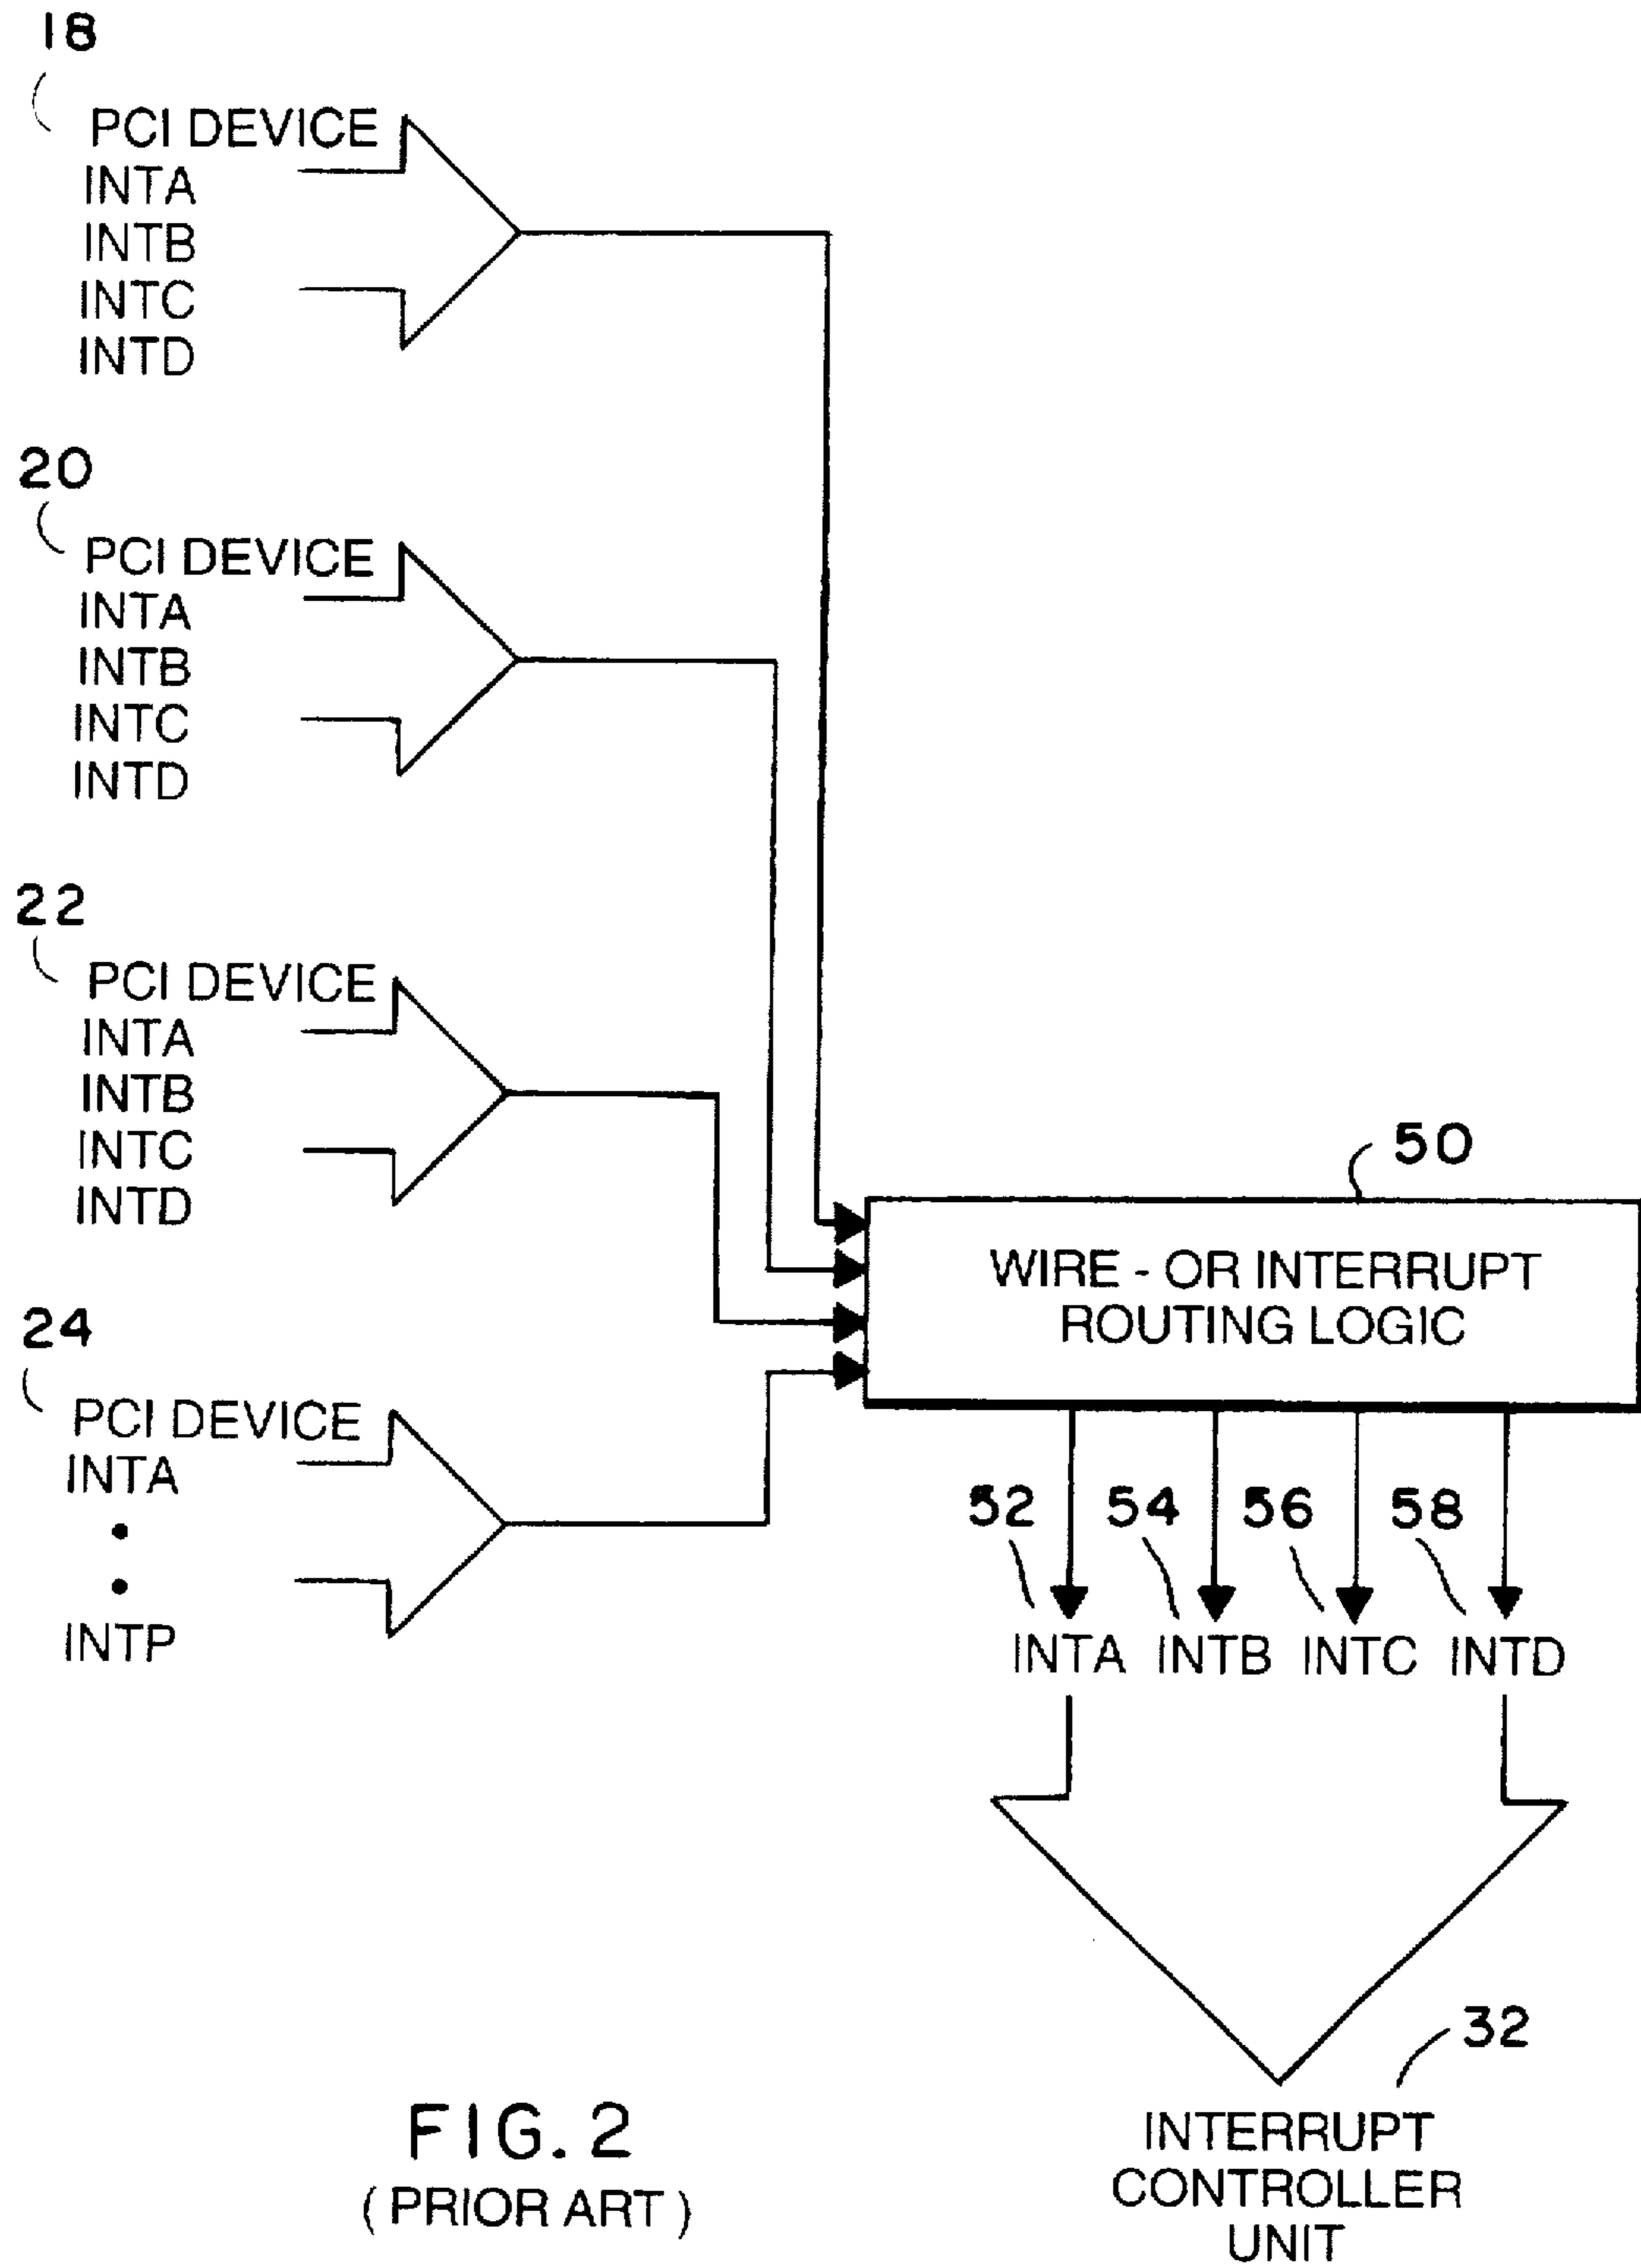 18
PCI DEVICE
INTA
INTB
INTC
INTD
20
PCI DEVICE
INTA
INTB
INTC
INTD
22
PCI DEVICE
INTA
INTB
INTC
INTD
24
PCI DEVICE
INTA
INTP
50
WIRE - OR INTERRUPT
ROUTING LOGIC
52 54 56 58
INTA INTB INTC INTD
32
INTERRUPT
CONTROLLER
UNIT
FIG. 2
( PRIOR ART )